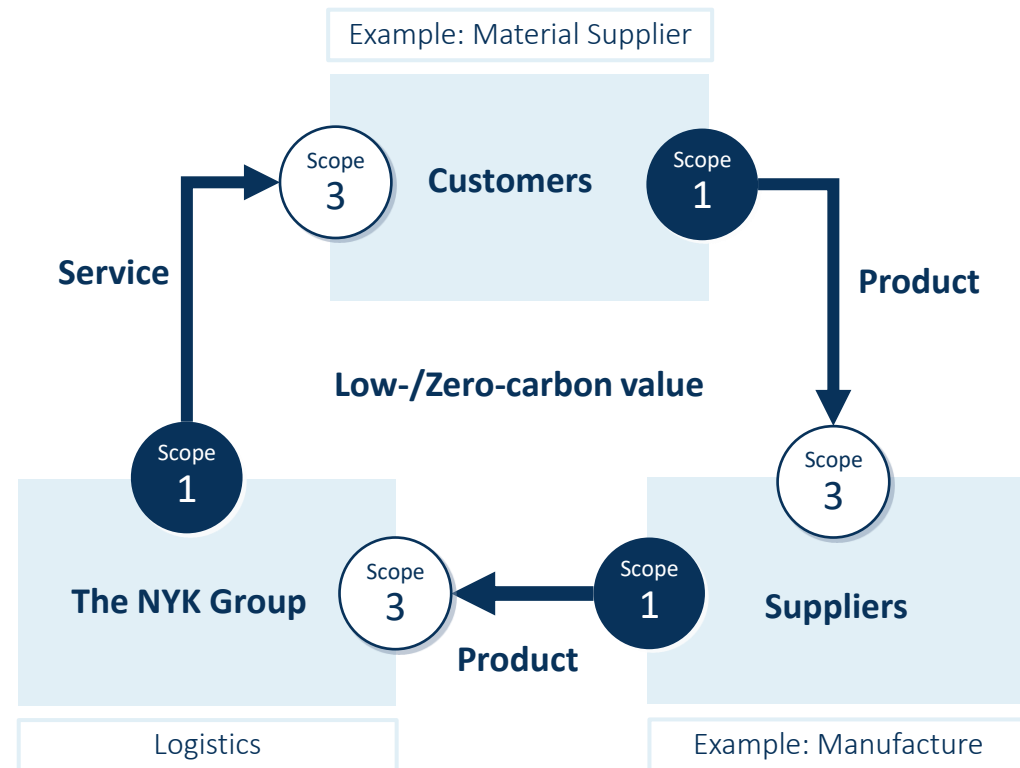 Example: Material Supplier
Scope
3
Customers
Scope
1
Service
Product
Low-/Zero-carbon value
Scope
1
Scope
3
The NYK Group
Scope
3
Product
Scope
1
Suppliers
Logistics
Example: Manufacture